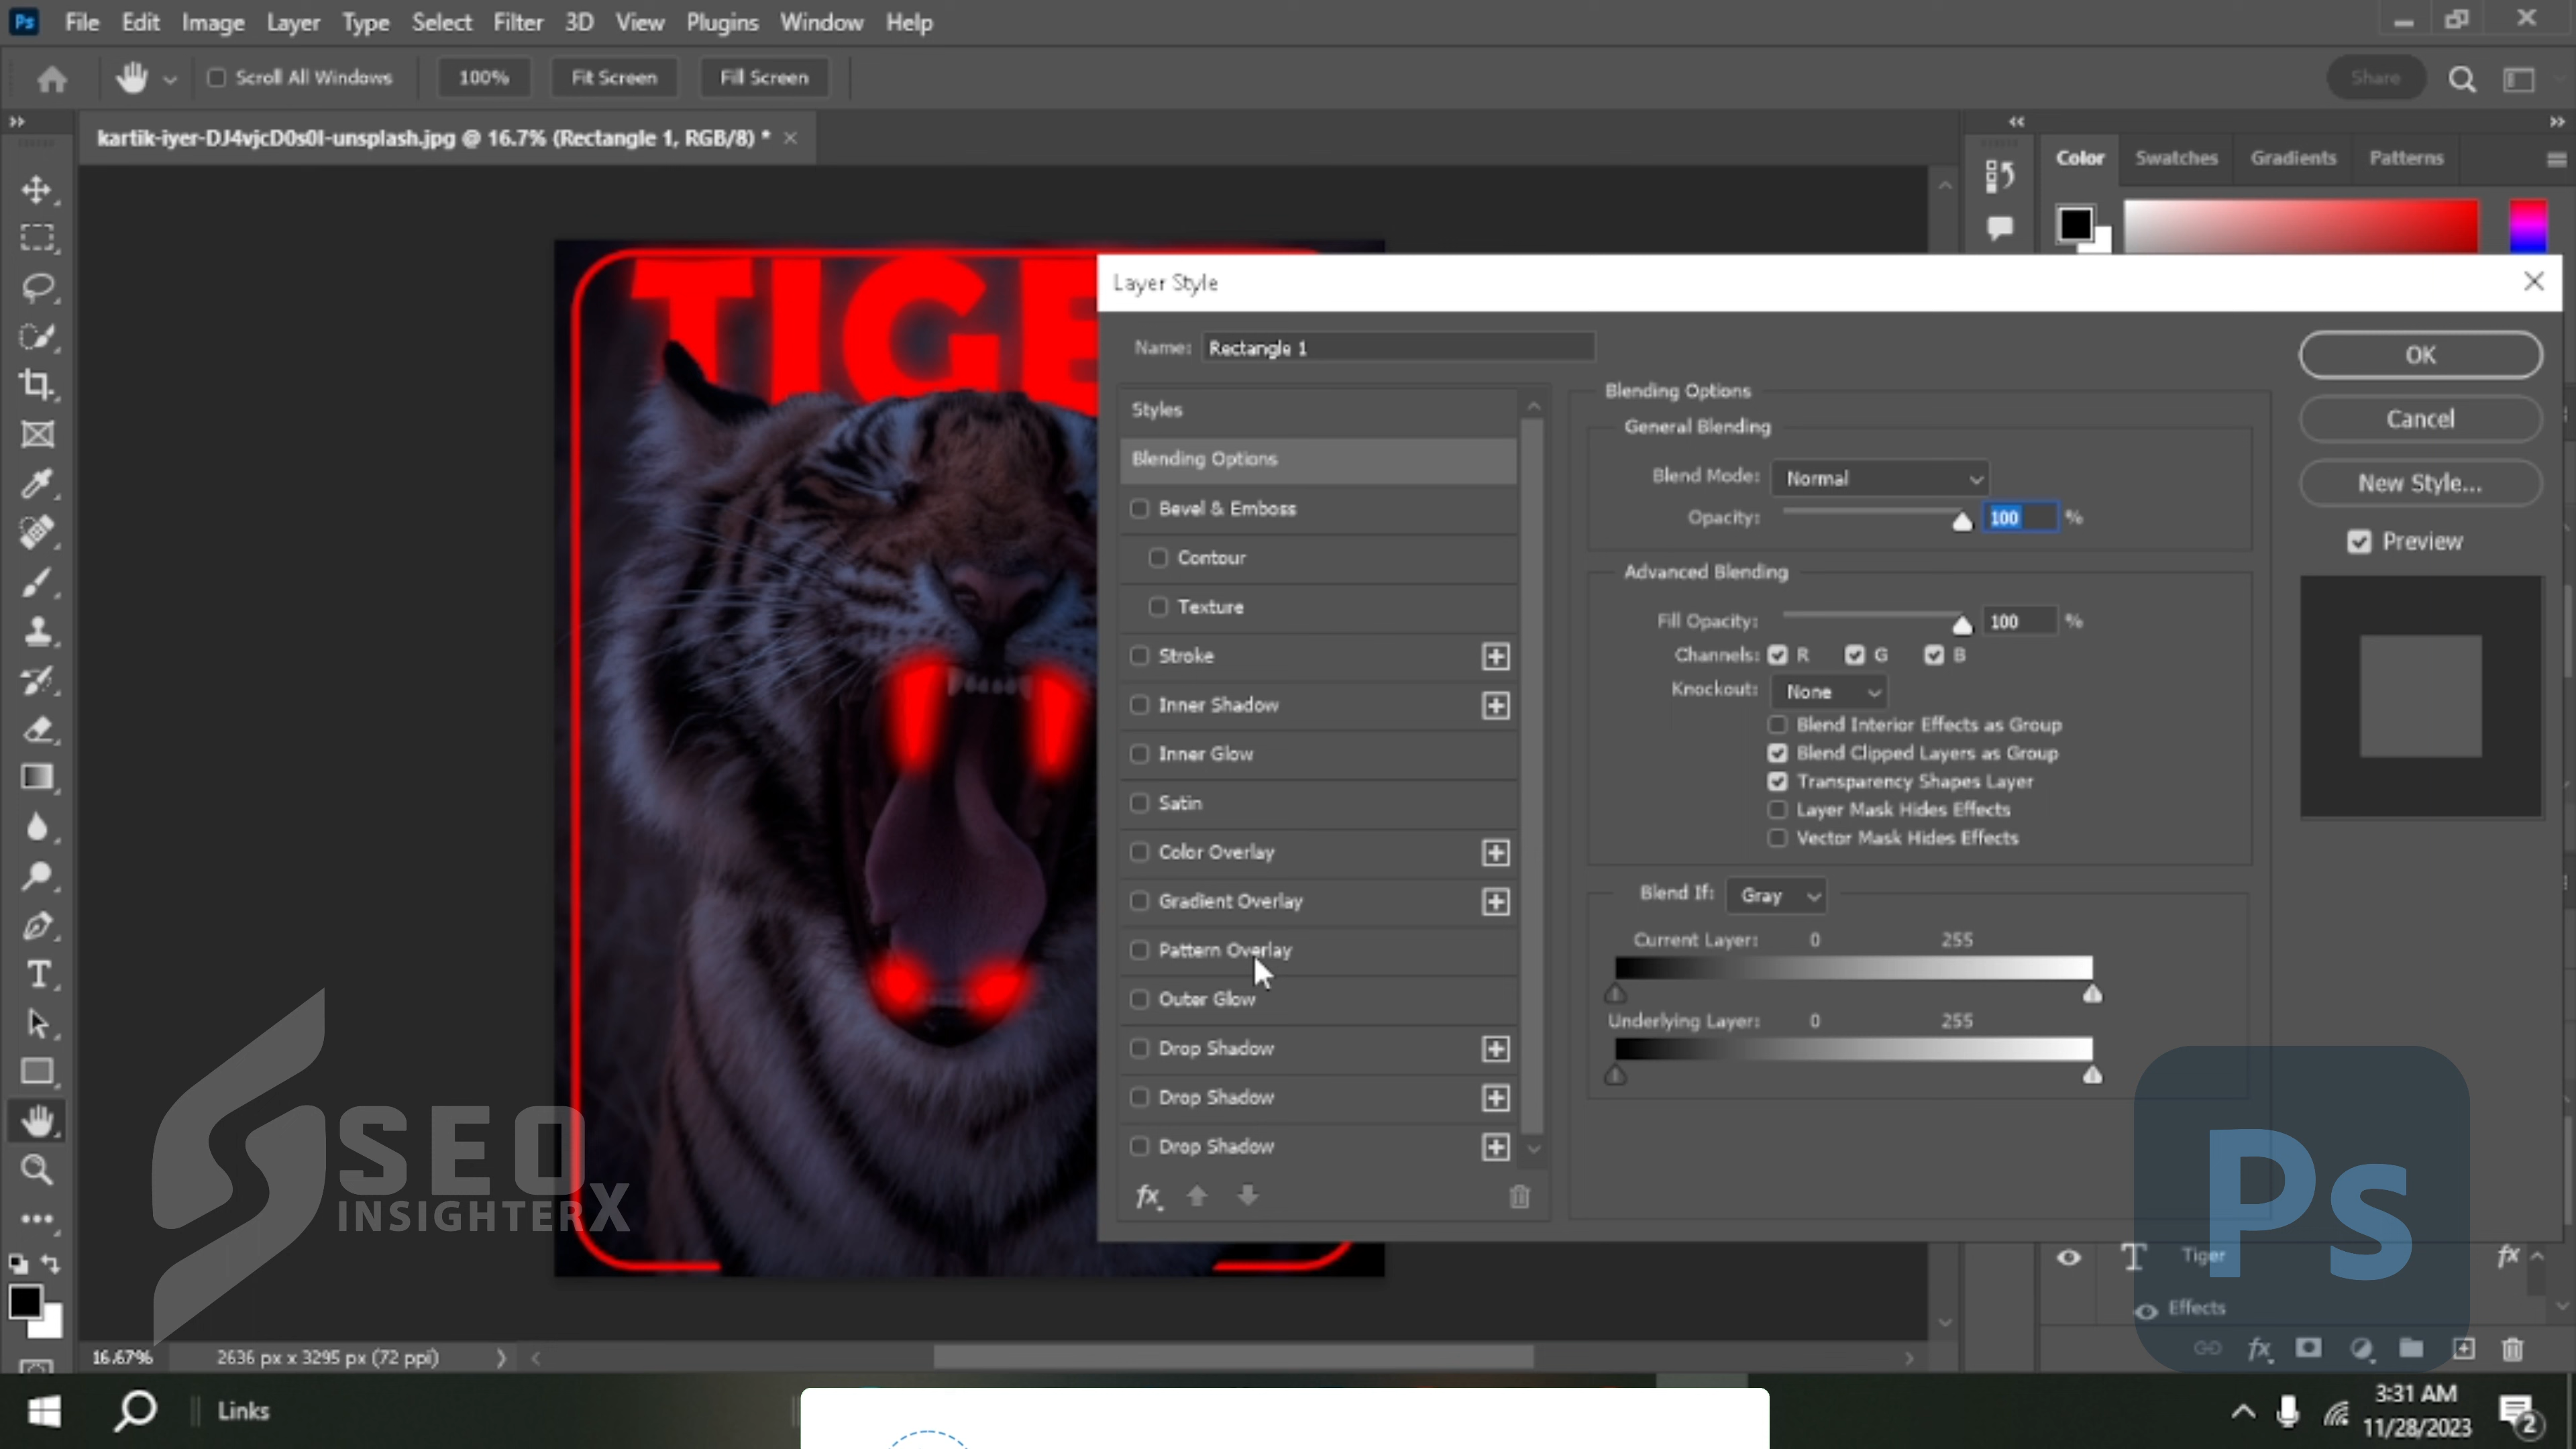 Ps File Edit Image Layer Type Select Filter 3D View Plugins Window Help
Scroll All Windows 100% Fit Screen Fill Screen Share
kartik-iyer-DJ4vjcD0s0I-unsplash.jpg @ 16.7% (Rectangle 1, RGB/8) *
Color Swatches Gradients Patterns
TIGE
Layer Style
Name: Rectangle 1
Styles
Blending Options
Bevel & Emboss
Contour
Texture
Stroke
Inner Shadow
Inner Glow
Satin
Color Overlay
Gradient Overlay
Pattern Overlay
Outer Glow
Drop Shadow
Drop Shadow
Drop Shadow
fx
Blending Options
General Blending
Blend Mode: Normal
Opacity: 100 %
Advanced Blending
Fill Opacity: 100 %
Channels: R G B
Knockout: None
Blend Interior Effects as Group
Blend Clipped Layers as Group
Transparency Shapes Layer
Layer Mask Hides Effects
Vector Mask Hides Effects
Blend If: Gray
Current Layer: 0 255
Underlying Layer: 0 255
OK
Cancel
New Style...
Preview
SEO
INSIGHTERX
Ps
T Tiger fx
Effects
fx
16.67% 2636 px x 3295 px (72 ppi)
Links
3:31 AM
11/28/2023
2